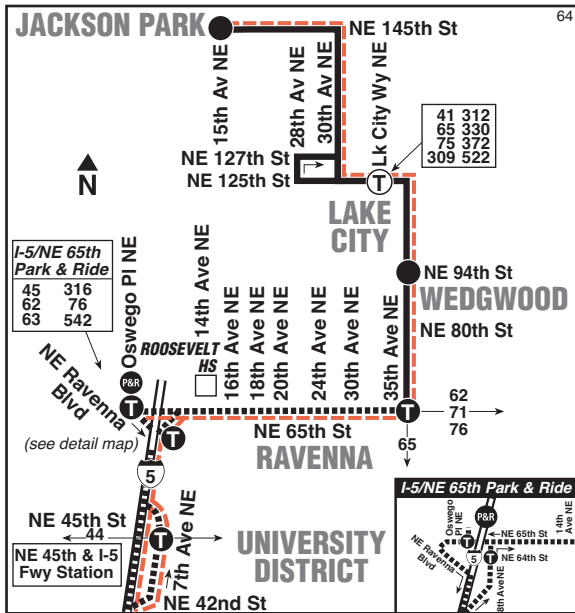 64
JACKSON PARK
NE 145th St
15th Av NE
28th Av NE
30th Av NE
Lk City Wy NE
41 312
65 330
75 372
309 522
NE 127th St
NE 125th St
T
N
LAKE
CITY
I-5/NE 65th
Park & Ride
45 316
62 76
63 542
NE 94th St
WEDGWOOD
NE 80th St
Oswego Pl NE
14th Ave NE
ROOSEVELT
HS
16th Ave NE
18th Ave NE
20th Ave NE
24th Ave NE
30th Ave NE
35th Ave NE
P&R
T
NE Ravenna
Blvd
T
T
62
71
76
65
(see detail map)
NE 65th St
RAVENNA
5
NE 45th St
44
T
NE 45th & I-5
Fwy Station
7th Ave NE
UNIVERSITY
DISTRICT
NE 42nd St
I-5/NE 65th Park & Ride
Oswego
Pl NE
P&R
14th
Ave NE
T
NE 65th St
T
5
NE 64th St
NE Ravenna
Blvd
8th Ave NE